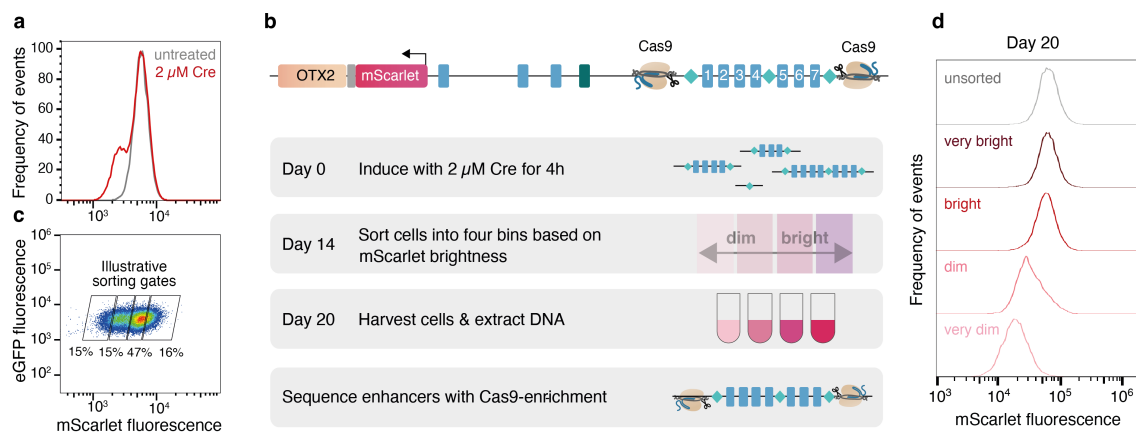 a
100
80
60
40
20
0
Frequency of events
untreated
2 µM Cre
10³
10⁴
b
Cas9
Cas9
OTX2
mScarlet
1 2 3 4 5 6 7
Day 0
Induce with 2 µM Cre for 4h
Day 14
Sort cells into four bins based on
mScarlet brightness
dim
bright
Day 20
Harvest cells & extract DNA
Sequence enhancers with Cas9-enrichment
c
10⁶
10⁵
10⁴
10³
10²
eGFP fluorescence
Illustrative
sorting gates
15% 15% 47% 16%
10³
10⁴
mScarlet fluorescence
d
Day 20
Frequency of events
unsorted
very bright
bright
dim
very dim
10³
10⁴
10⁵
10⁶
mScarlet fluorescence